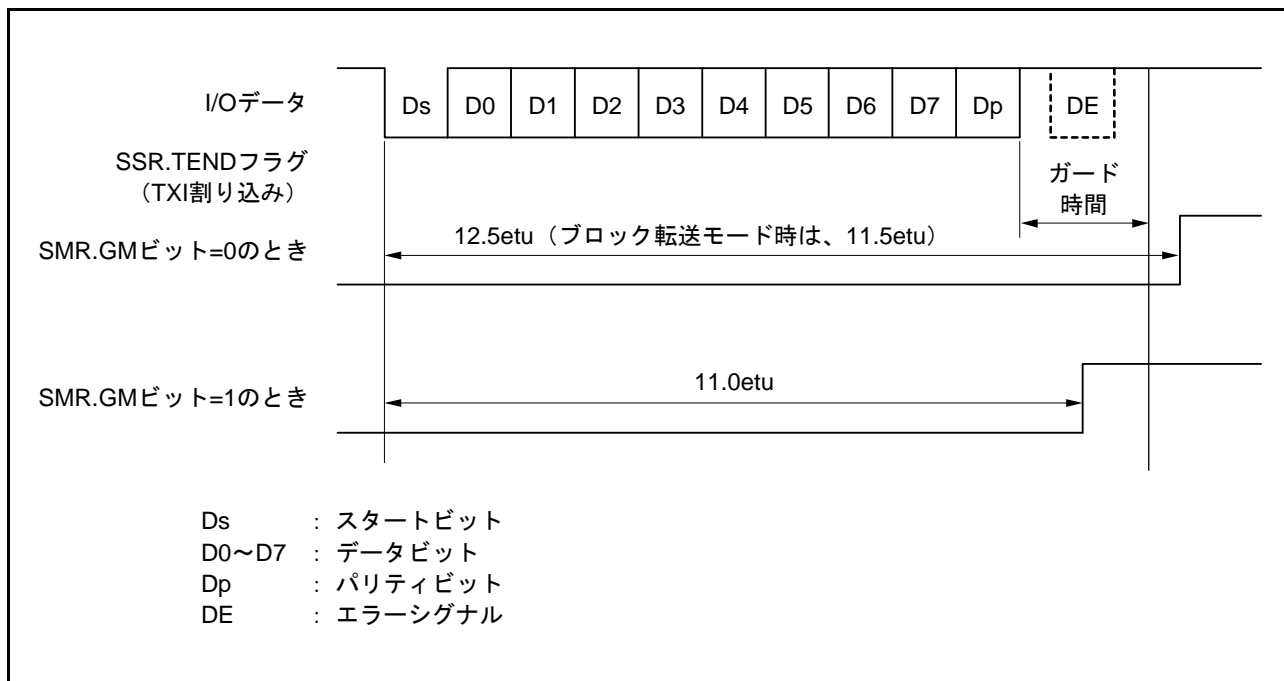 I/Oデータ
Ds D0 D1 D2 D3 D4 D5 D6 D7 Dp DE
SSR.TENDフラグ
（TXI割り込み）
ガード
時間
12.5etu（ブロック転送モード時は、11.5etu）
SMR.GMビット=0のとき
11.0etu
SMR.GMビット=1のとき
Ds : スタートビット
D0～D7 : データビット
Dp : パリティビット
DE : エラーシグナル